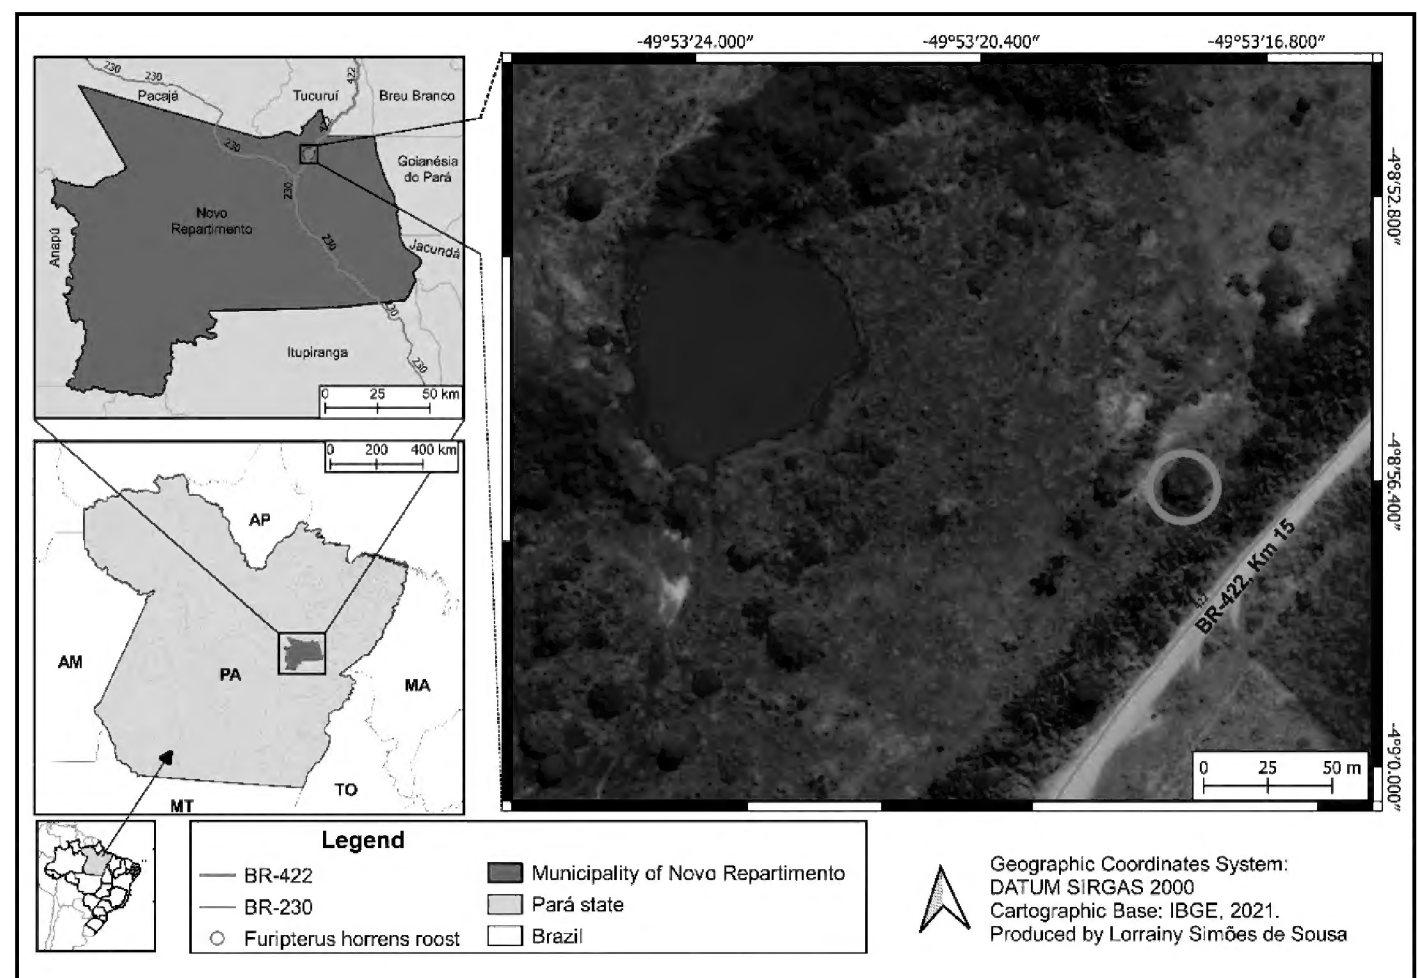 -49°53'24.000"
-49°53'20.400"
-49°53'16.800"
230
230
422
Pacajá
Tucuruí
Breu Branco
230
Goianésia
do Pará
230
Novo
Repartimento
Anapú
230
Jacundá
230
Itupiranga
230
0 25 50 km
-4°8'52.800"
-4°8'56.400"
-4°9'0.000"
0 200 400 km
AP
AM
PA
MA
TO
MT
422
BR-422, Km 15
0 25 50 m
Legend
BR-422
BR-230
Furipterus horrens roost
Municipality of Novo Repartimento
Pará state
Brazil
Geographic Coordinates System:
DATUM SIRGAS 2000
Cartographic Base: IBGE, 2021.
Produced by Lorrainy Simões de Sousa